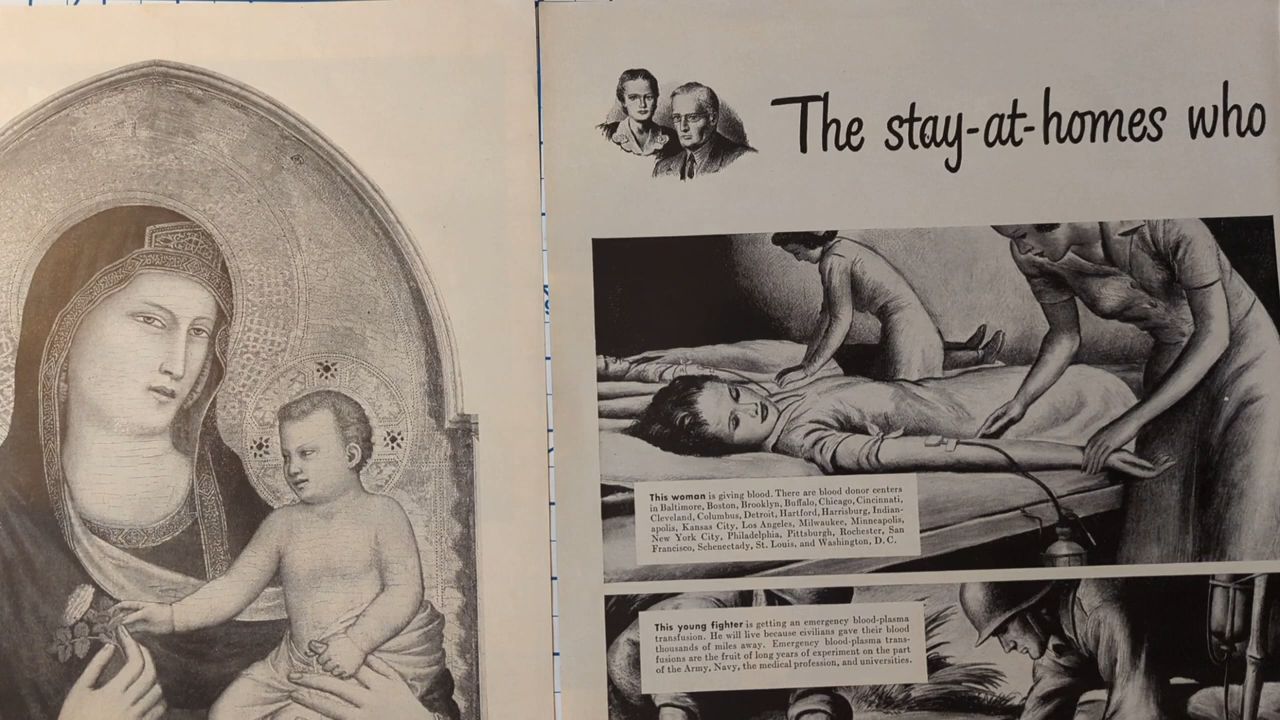 The stay-at-homes who
This woman is giving blood. There are blood donor centers
in Baltimore, Boston, Brooklyn, Buffalo, Chicago, Cincinnati,
Cleveland, Columbus, Detroit, Hartford, Harrisburg, Indian-
apolis, Kansas City, Los Angeles, Milwaukee, Minneapolis,
New York City, Philadelphia, Pittsburgh, Rochester, San
Francisco, Schenectady, St. Louis, and Washington, D. C.
This young fighter is getting an emergency blood-plasma
transfusion. He will live because civilians gave their blood
thousands of miles away. Emergency blood-plasma trans-
fusions are the fruit of long years of experiment on the part
of the Army, Navy, the medical profession, and universities.